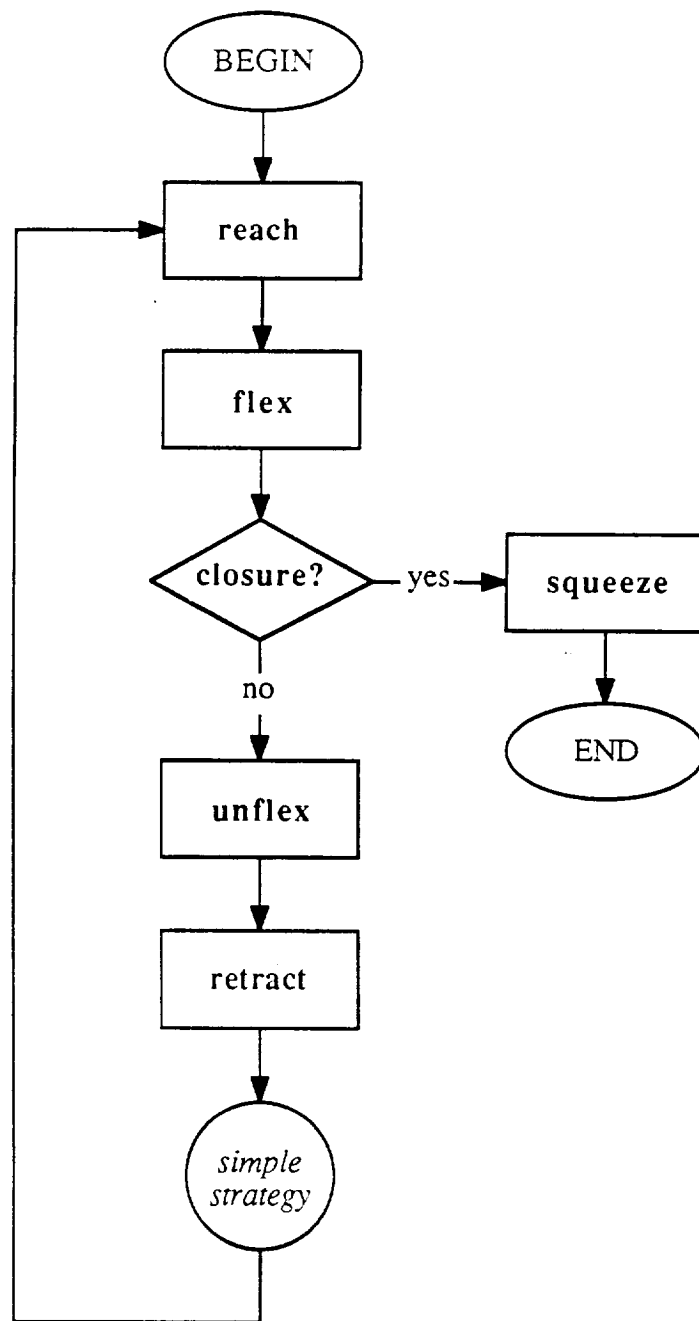 BEGIN
reach
flex
closure?
yes
squeeze
no
END
unflex
retract
simple
strategy